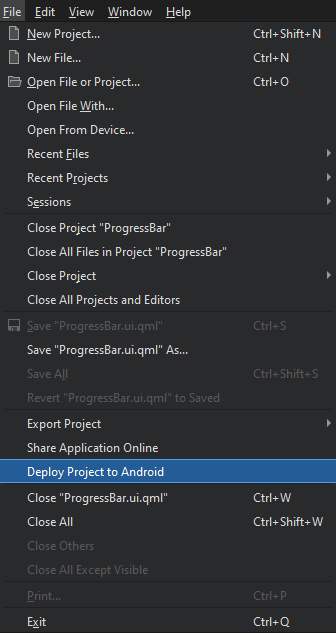 File Edit View Window Help
New Project... Ctrl+Shift+N
New File... Ctrl+N
Open File or Project... Ctrl+O
Open File With...
Open From Device...
Recent Files
Recent Projects
Sessions
Close Project "ProgressBar"
Close All Files in Project "ProgressBar"
Close Project
Close All Projects and Editors
Save "ProgressBar.ui.qml" Ctrl+S
Save "ProgressBar.ui.qml" As...
Save All Ctrl+Shift+S
Revert "ProgressBar.ui.qml" to Saved
Export Project
Share Application Online
Deploy Project to Android
Close "ProgressBar.ui.qml" Ctrl+W
Close All Ctrl+Shift+W
Close Others
Close All Except Visible
Print... Ctrl+P
Exit Ctrl+Q